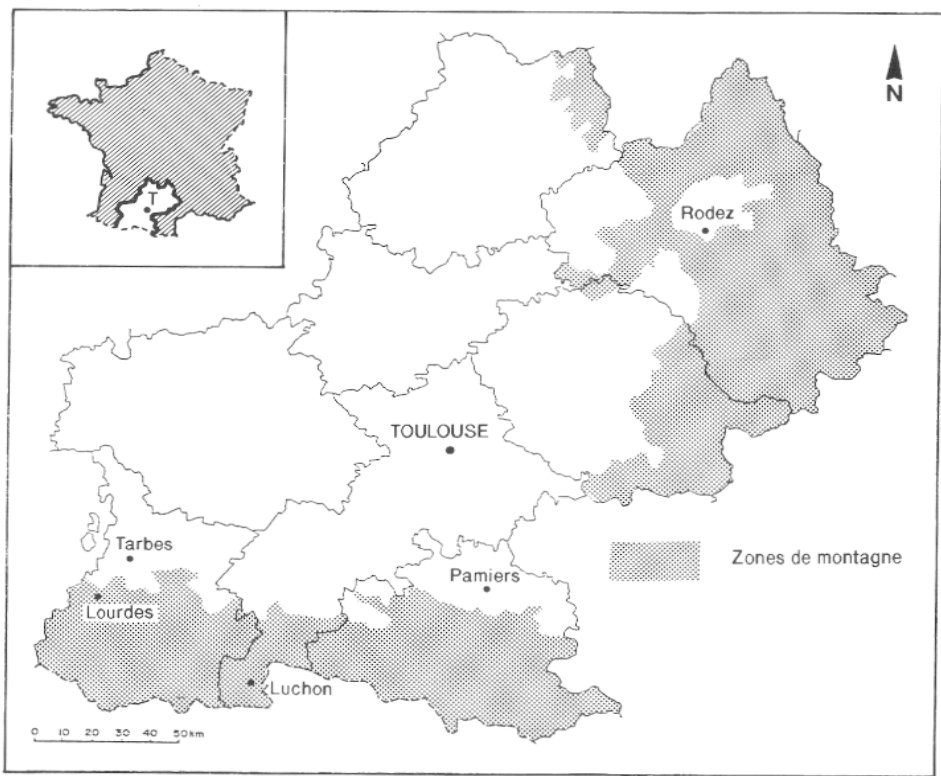 T
N
Rodez
TOULOUSE
Tarbes
Pamiers
Zones de montagne
Lourdes
Luchon
0 10 20 30 40 50km